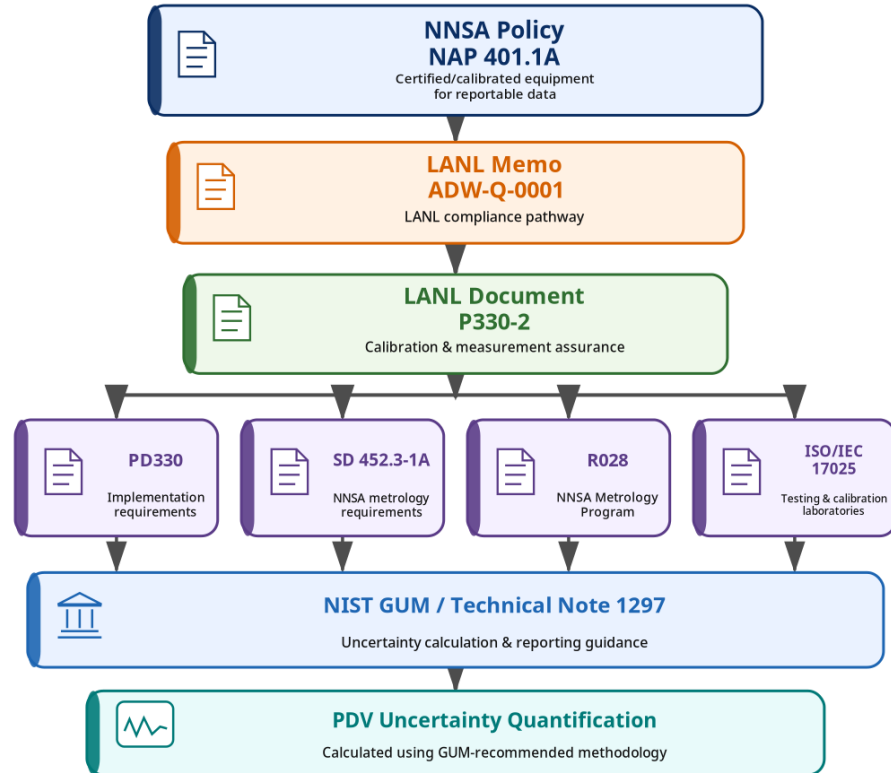 NNSA Policy
NAP 401.1A
Certified/calibrated equipment
for reportable data
LANL Memo
ADW-Q-0001
LANL compliance pathway
LANL Document
P330-2
Calibration & measurement assurance
PD330
Implementation
requirements
SD 452.3-1A
NNSA metrology
requirements
R028
NNSA Metrology
Program
ISO/IEC
17025
Testing & calibration
laboratories
NIST GUM / Technical Note 1297
Uncertainty calculation & reporting guidance
PDV Uncertainty Quantification
Calculated using GUM-recommended methodology